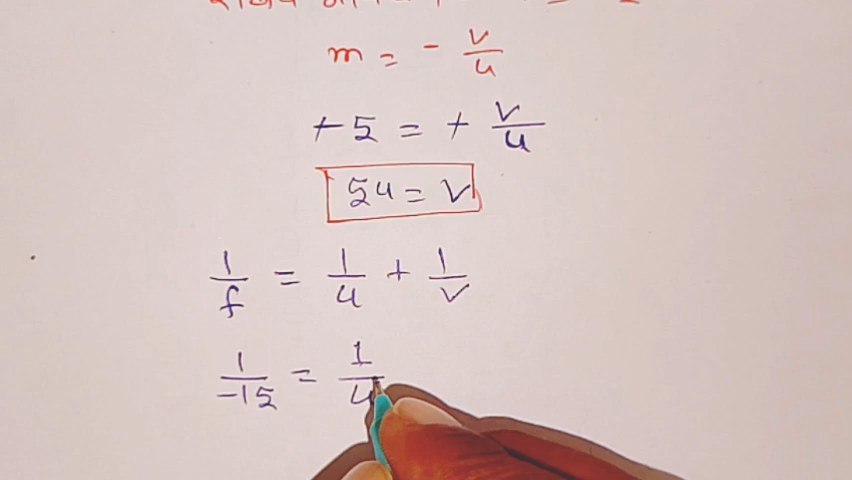 m = - v/u
+5 = + v/u
5u = v
1/f = 1/u + 1/v
1/-15 = 1/u